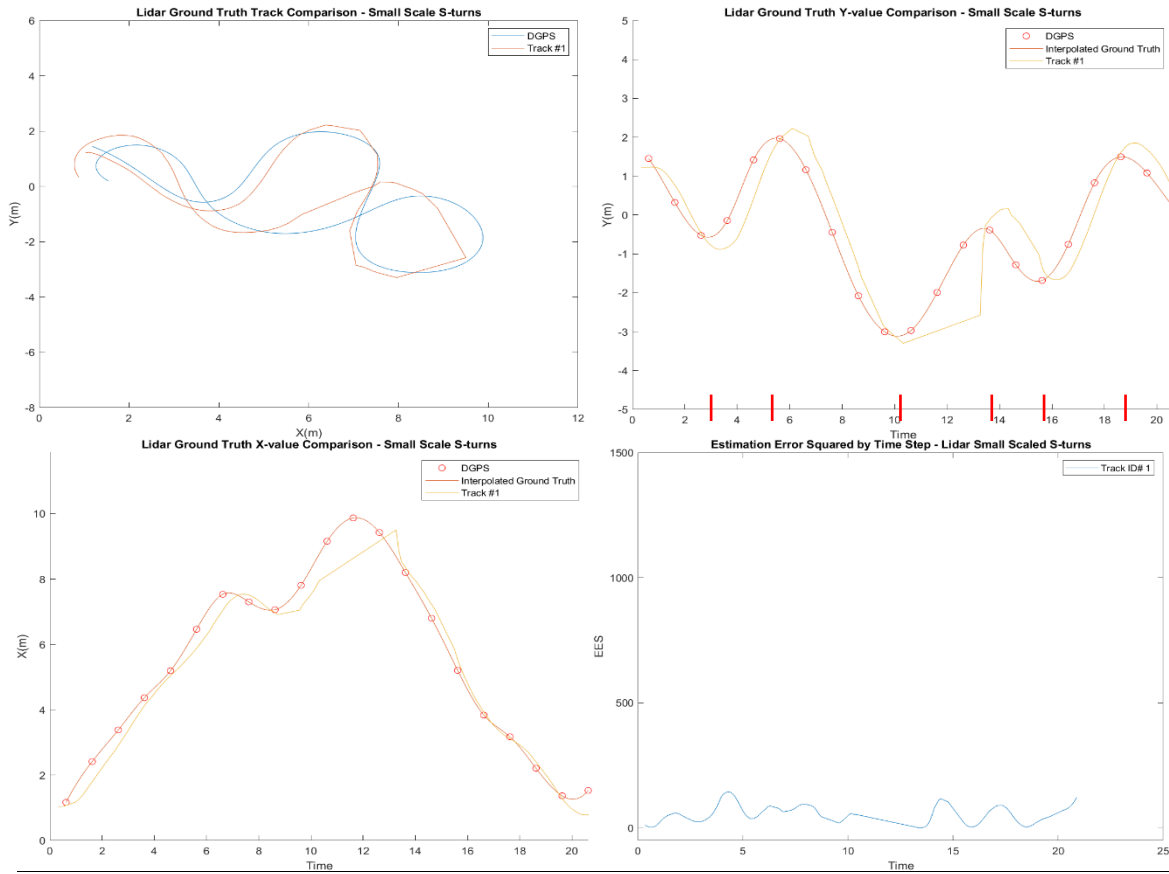 Lidar Ground Truth Track Comparison - Small Scale S-turns
6
4
2
0
-2
-4
-6
-8
Y(m)
DGPS
Track #1
0 2 4 6 8 10 12
X(m)
Lidar Ground Truth Y-value Comparison - Small Scale S-turns
5
4
3
2
1
0
-1
-2
-3
-4
-5
Y(m)
DGPS
Interpolated Ground Truth
Track #1
0 2 4 6 8 10 12 14 16 18 20
Time
Lidar Ground Truth X-value Comparison - Small Scale S-turns
10
8
6
4
2
0
X(m)
DGPS
Interpolated Ground Truth
Track #1
0 2 4 6 8 10 12 14 16 18 20
Time
Estimation Error Squared by Time Step - Lidar Small Scaled S-turns
1500
1000
500
0
EES
Track ID# 1
0 5 10 15 20 25
Time